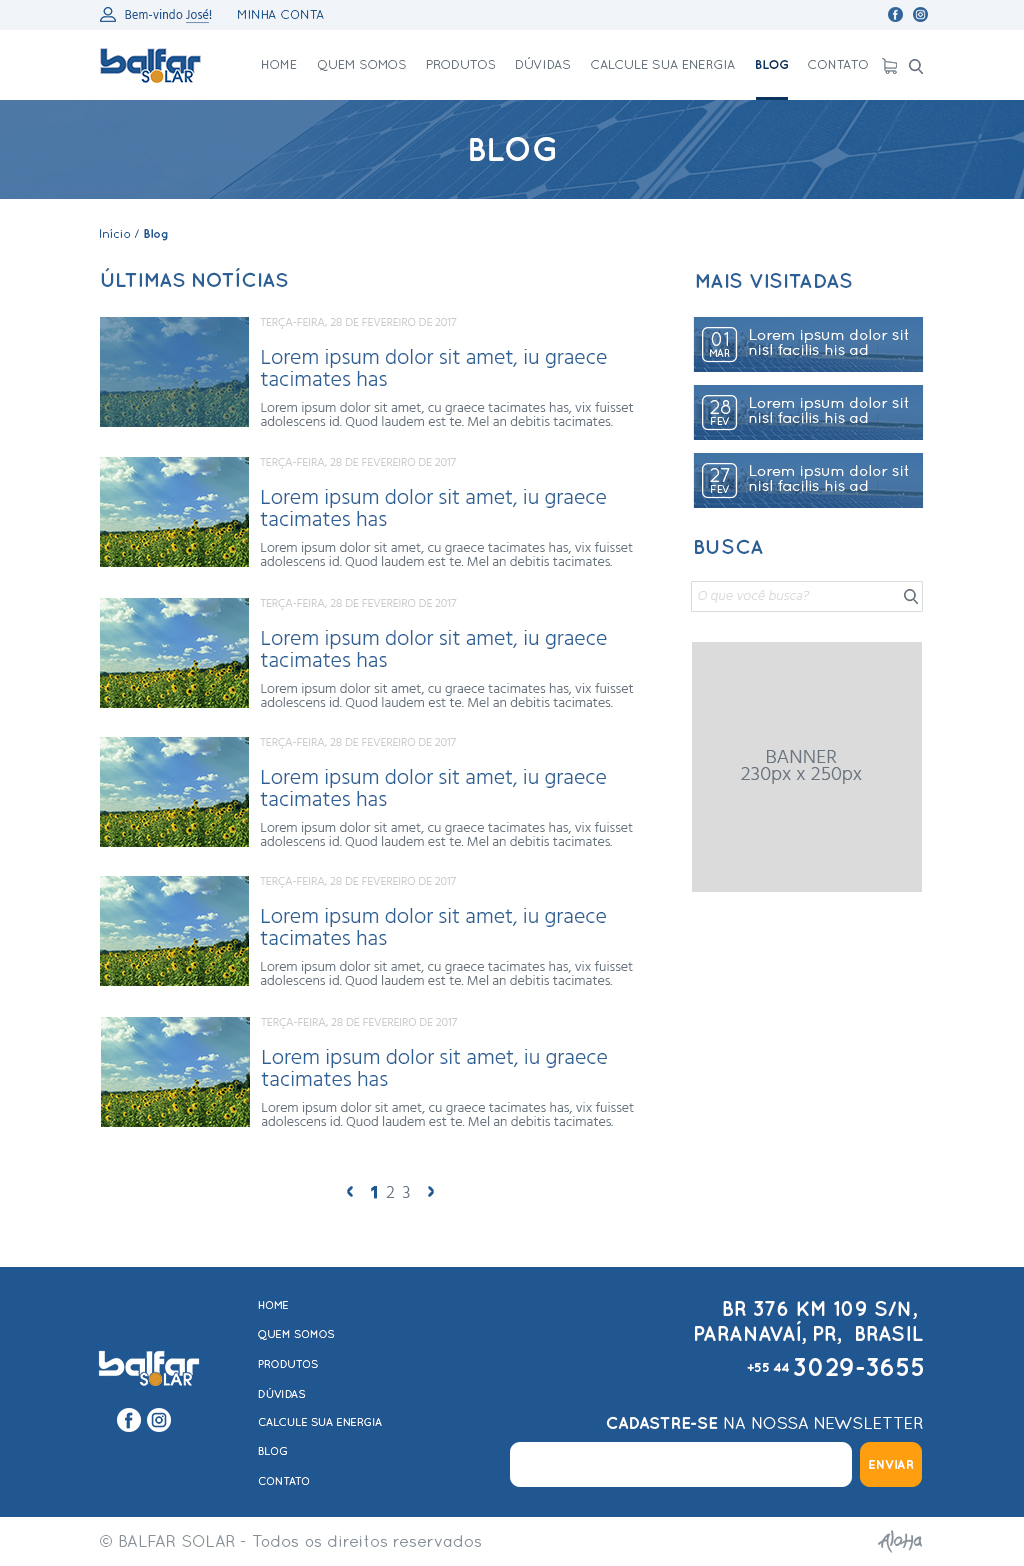 Bem-vindo José! MINHA CONTA
balfar SOLAR
HOME QUEM SOMOS PRODUTOS DÚVIDAS CALCULE SUA ENERGIA BLOG CONTATO
BLOG
Início / Blog
ÚLTIMAS NOTÍCIAS
TERÇA-FEIRA, 28 DE FEVEREIRO DE 2017
Lorem ipsum dolor sit amet, iu graece
tacimates has
Lorem ipsum dolor sit amet, cu graece tacimates has, vix fuisset
adolescens id. Quod laudem est te. Mel an debitis tacimates.
TERÇA-FEIRA, 28 DE FEVEREIRO DE 2017
Lorem ipsum dolor sit amet, iu graece
tacimates has
Lorem ipsum dolor sit amet, cu graece tacimates has, vix fuisset
adolescens id. Quod laudem est te. Mel an debitis tacimates.
TERÇA-FEIRA, 28 DE FEVEREIRO DE 2017
Lorem ipsum dolor sit amet, iu graece
tacimates has
Lorem ipsum dolor sit amet, cu graece tacimates has, vix fuisset
adolescens id. Quod laudem est te. Mel an debitis tacimates.
TERÇA-FEIRA, 28 DE FEVEREIRO DE 2017
Lorem ipsum dolor sit amet, iu graece
tacimates has
Lorem ipsum dolor sit amet, cu graece tacimates has, vix fuisset
adolescens id. Quod laudem est te. Mel an debitis tacimates.
TERÇA-FEIRA, 28 DE FEVEREIRO DE 2017
Lorem ipsum dolor sit amet, iu graece
tacimates has
Lorem ipsum dolor sit amet, cu graece tacimates has, vix fuisset
adolescens id. Quod laudem est te. Mel an debitis tacimates.
TERÇA-FEIRA, 28 DE FEVEREIRO DE 2017
Lorem ipsum dolor sit amet, iu graece
tacimates has
Lorem ipsum dolor sit amet, cu graece tacimates has, vix fuisset
adolescens id. Quod laudem est te. Mel an debitis tacimates.
‹ 1 2 3 ›
MAIS VISITADAS
01 MAR
Lorem ipsum dolor sit
nisl facilis his ad
28 FEV
Lorem ipsum dolor sit
nisl facilis his ad
27 FEV
Lorem ipsum dolor sit
nisl facilis his ad
BUSCA
O que você busca?
BANNER
230px x 250px
balfar SOLAR
HOME
QUEM SOMOS
PRODUTOS
DÚVIDAS
CALCULE SUA ENERGIA
BLOG
CONTATO
BR 376 KM 109 S/N,
PARANAVAÍ, PR, BRASIL
+55 44 3029-3655
CADASTRE-SE NA NOSSA NEWSLETTER
ENVIAR
© BALFAR SOLAR - Todos os direitos reservados
Aloha